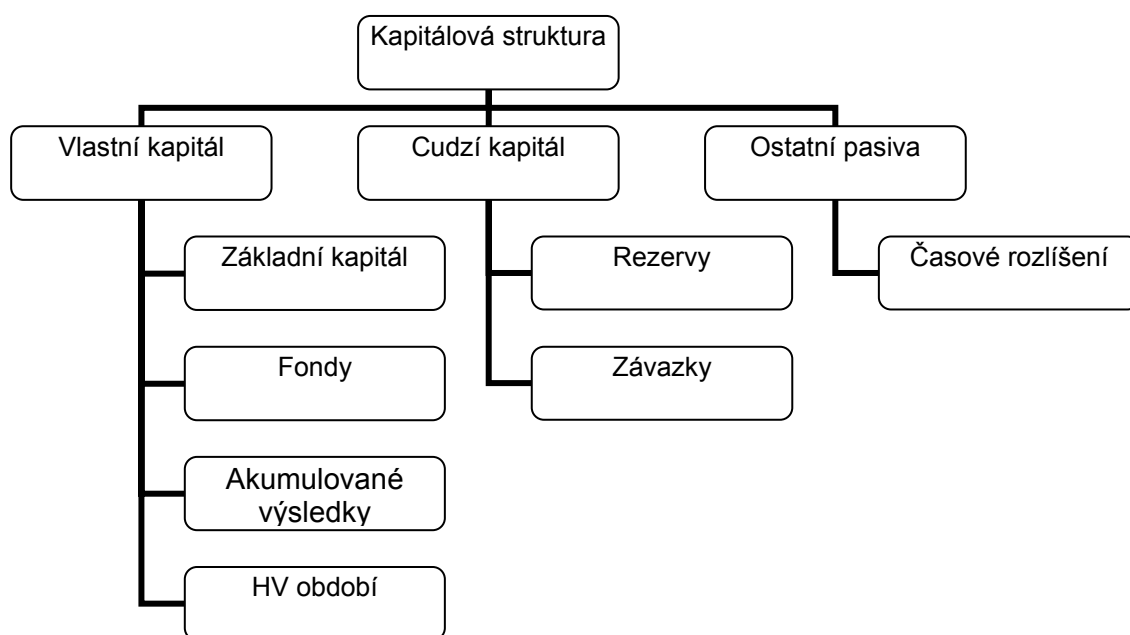 Kapitálová struktura
Vlastní kapitál
Cudzí kapitál
Ostatní pasiva
Základní kapitál
Rezervy
Časové rozlíšení
Fondy
Závazky
Akumulované
výsledky
HV období